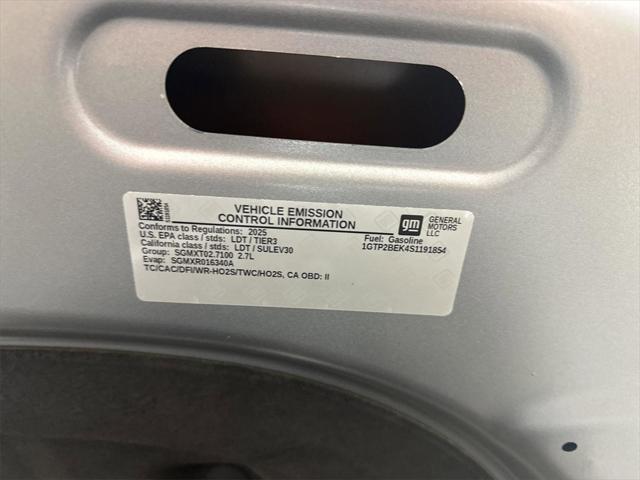 VEHICLE EMISSION
CONTROL INFORMATION
gm
GENERAL
MOTORS
LLC
Conforms to Regulations: 2025
U.S. EPA class / stds: LDT / TIER3
California class / stds: LDT / SULEV30
Group: SGMXT02.7100 2.7L
Evap: SGMXR016340A
TC/CAC/DFI/WR-HO2S/TWC/HO2S, CA OBD: II
Fuel: Gasoline
1GTP2BEK4S1191854